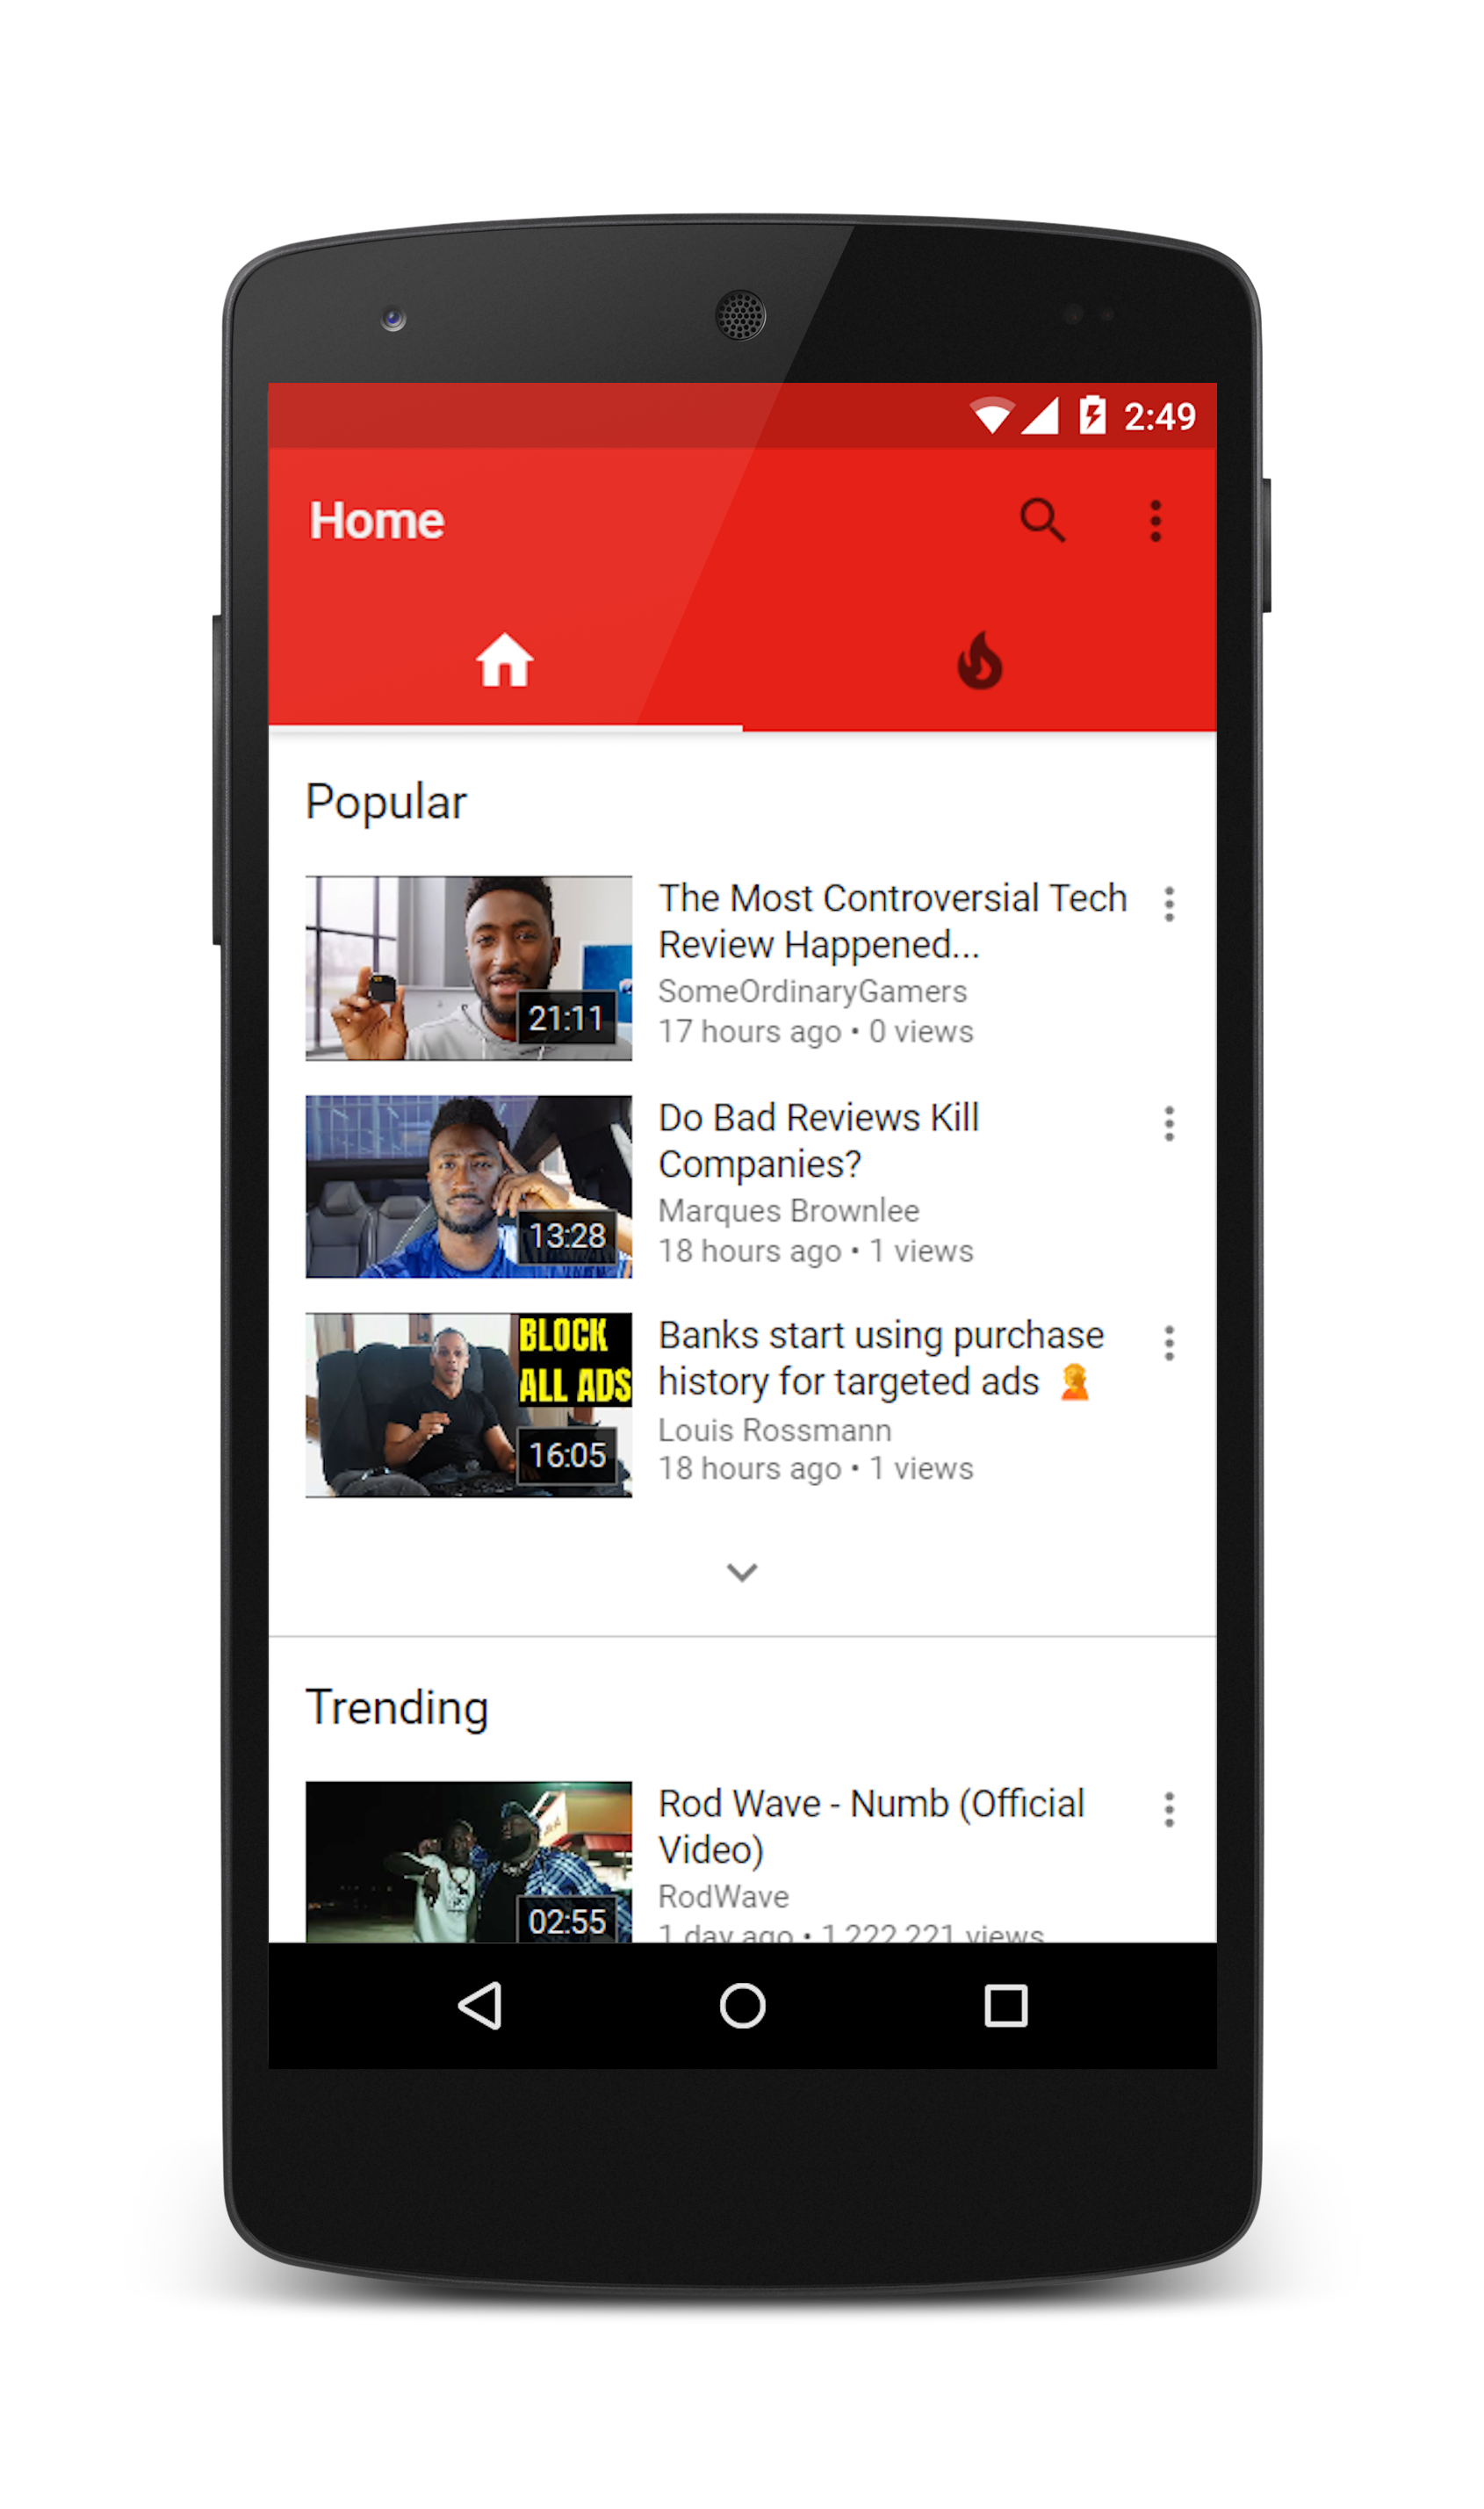 2:49
Home
Popular
The Most Controversial Tech
Review Happened...
SomeOrdinaryGamers
17 hours ago • 0 views
21:11
Do Bad Reviews Kill
Companies?
Marques Brownlee
18 hours ago • 1 views
13:28
BLOCK
ALL ADS
Banks start using purchase
history for targeted ads 🤦
Louis Rossmann
18 hours ago • 1 views
16:05
Trending
Rod Wave - Numb (Official
Video)
RodWave
1 day ago • 1,222,221 views
02:55